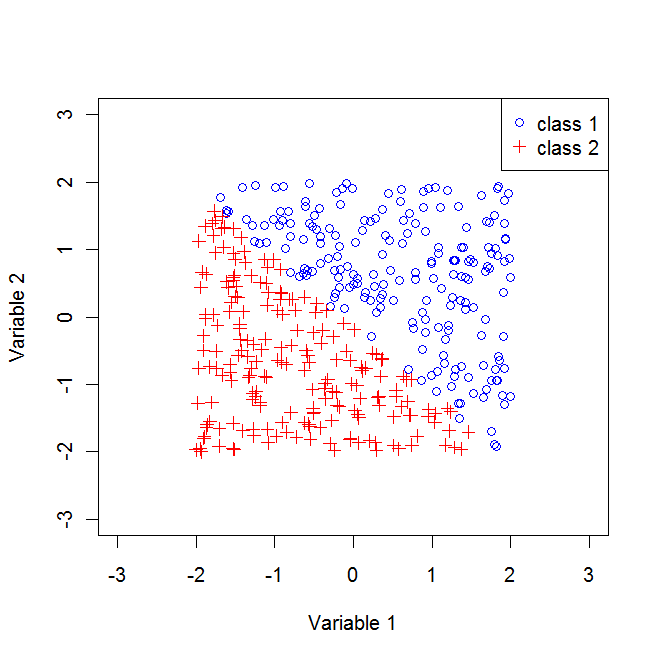 class 1
class 2
3
2
1
0
-1
-2
-3
Variable 2
-3 -2 -1 0 1 2 3
Variable 1